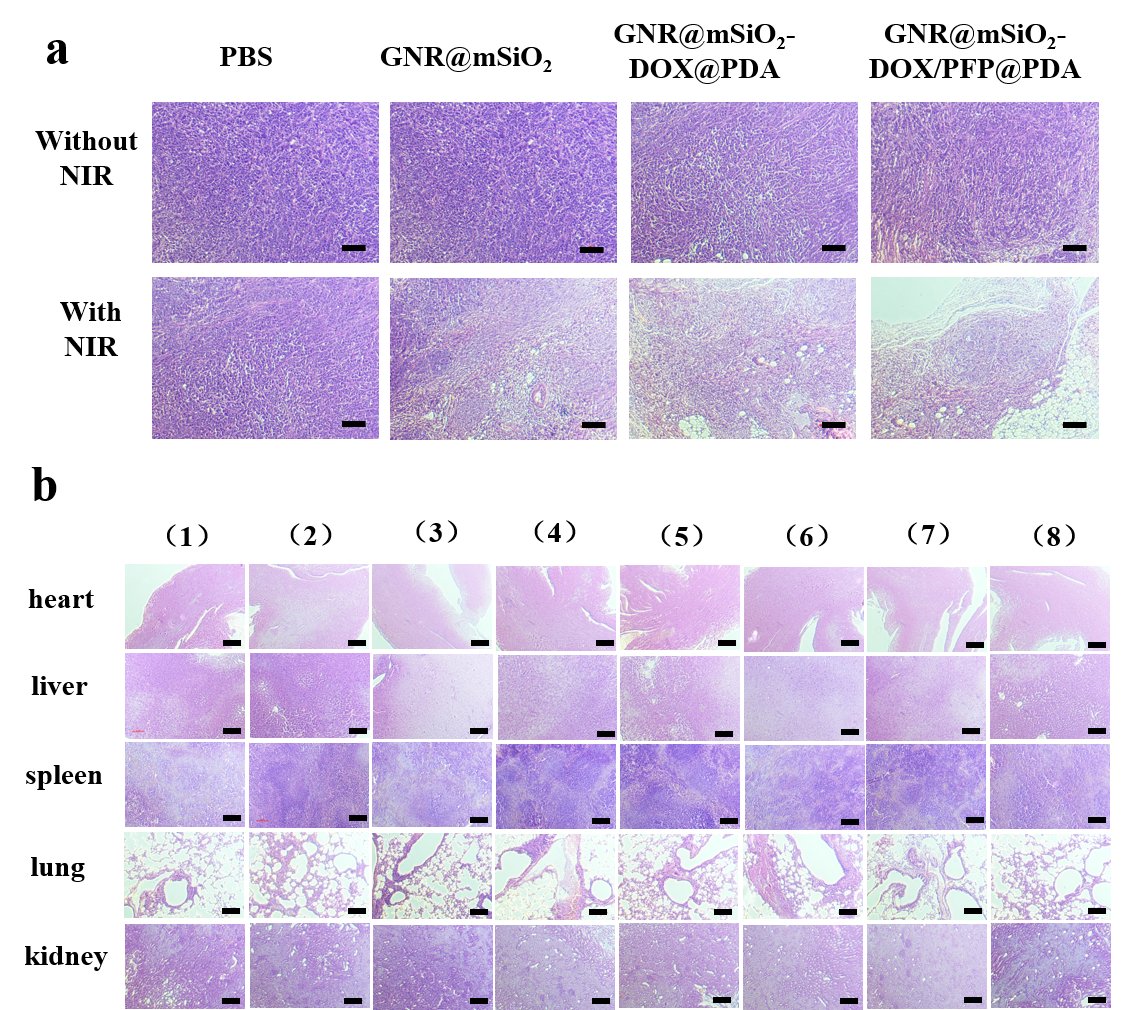 a
PBS
GNR@mSiO₂
GNR@mSiO₂-
DOX@PDA
GNR@mSiO₂-
DOX/PFP@PDA
Without
NIR
With
NIR
b
（1）
（2）
（3）
（4）
（5）
（6）
（7）
（8）
heart
liver
spleen
lung
kidney